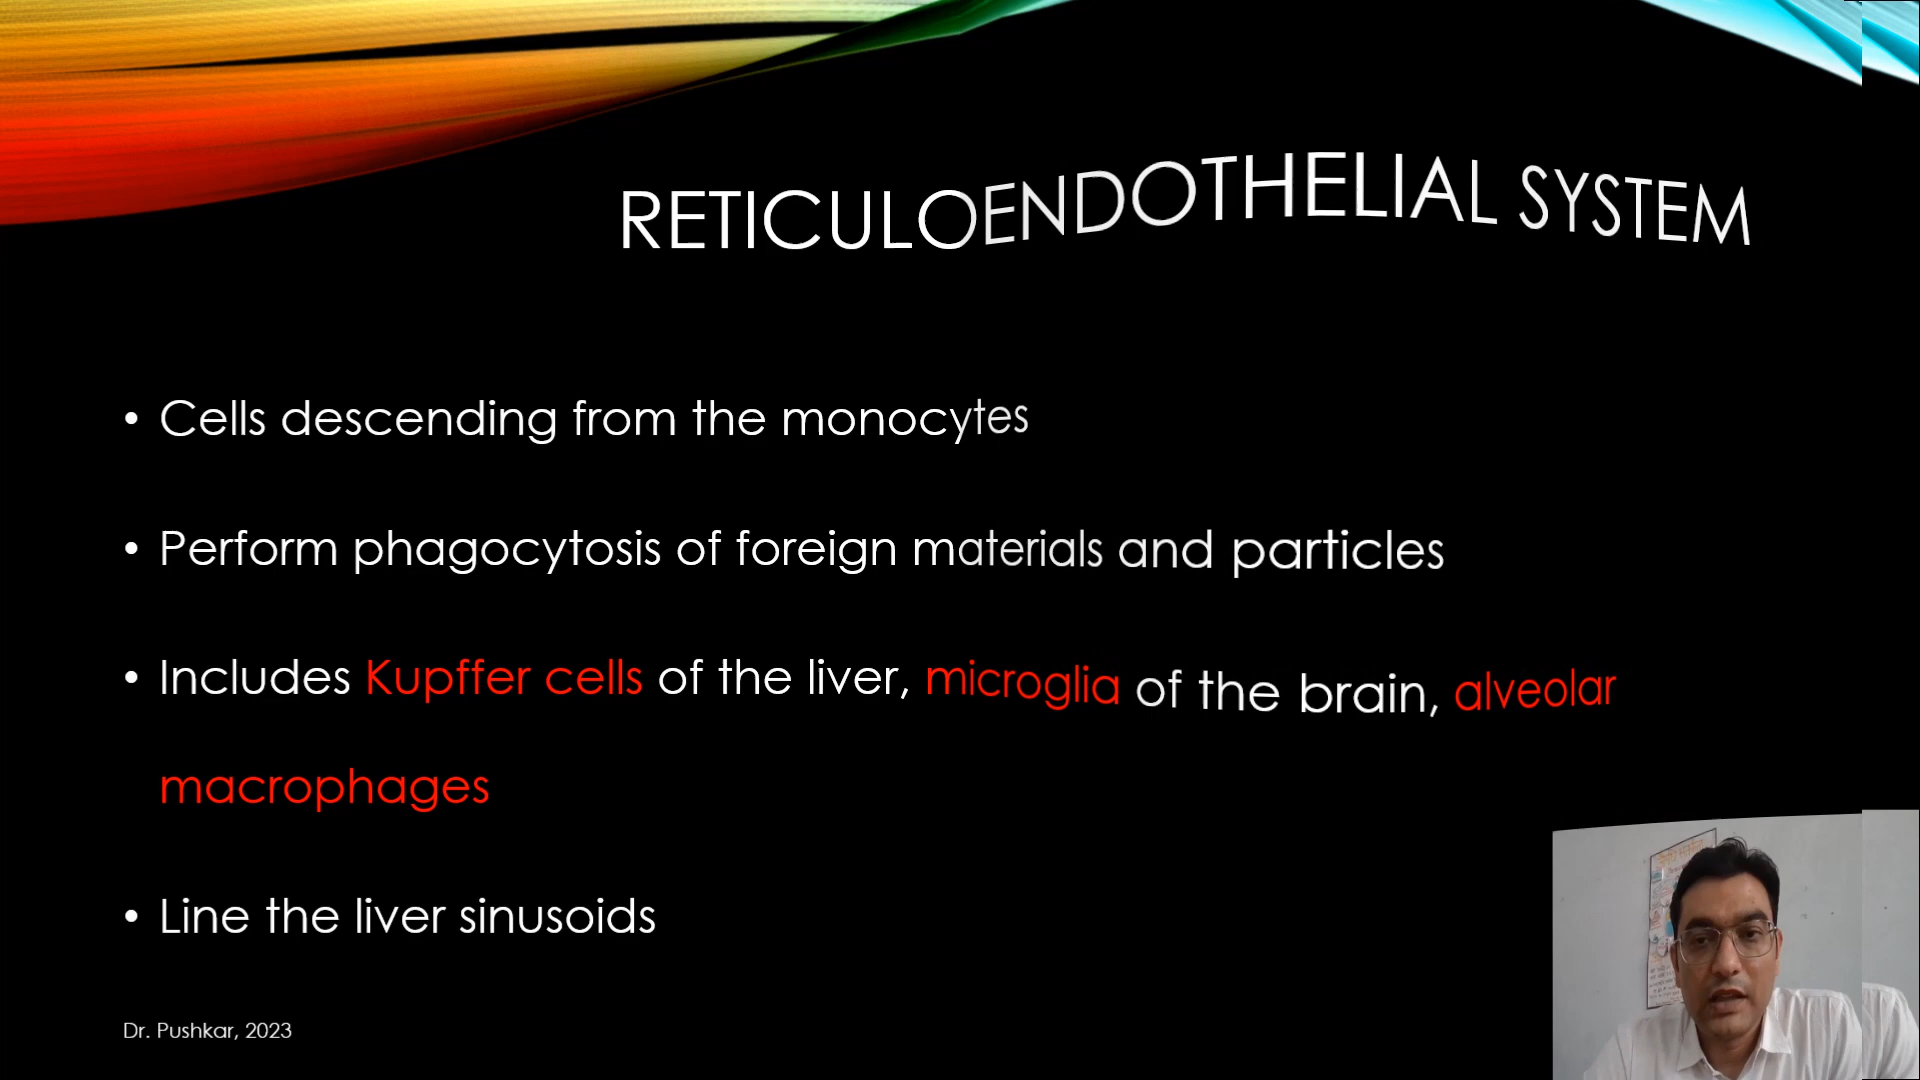 RETICULOENDOTHELIAL SYSTEM
• Cells descending from the monocytes
• Perform phagocytosis of foreign materials and particles
• Includes Kupffer cells of the liver, microglia of the brain, alveolar
macrophages
• Line the liver sinusoids
Dr. Pushkar, 2023